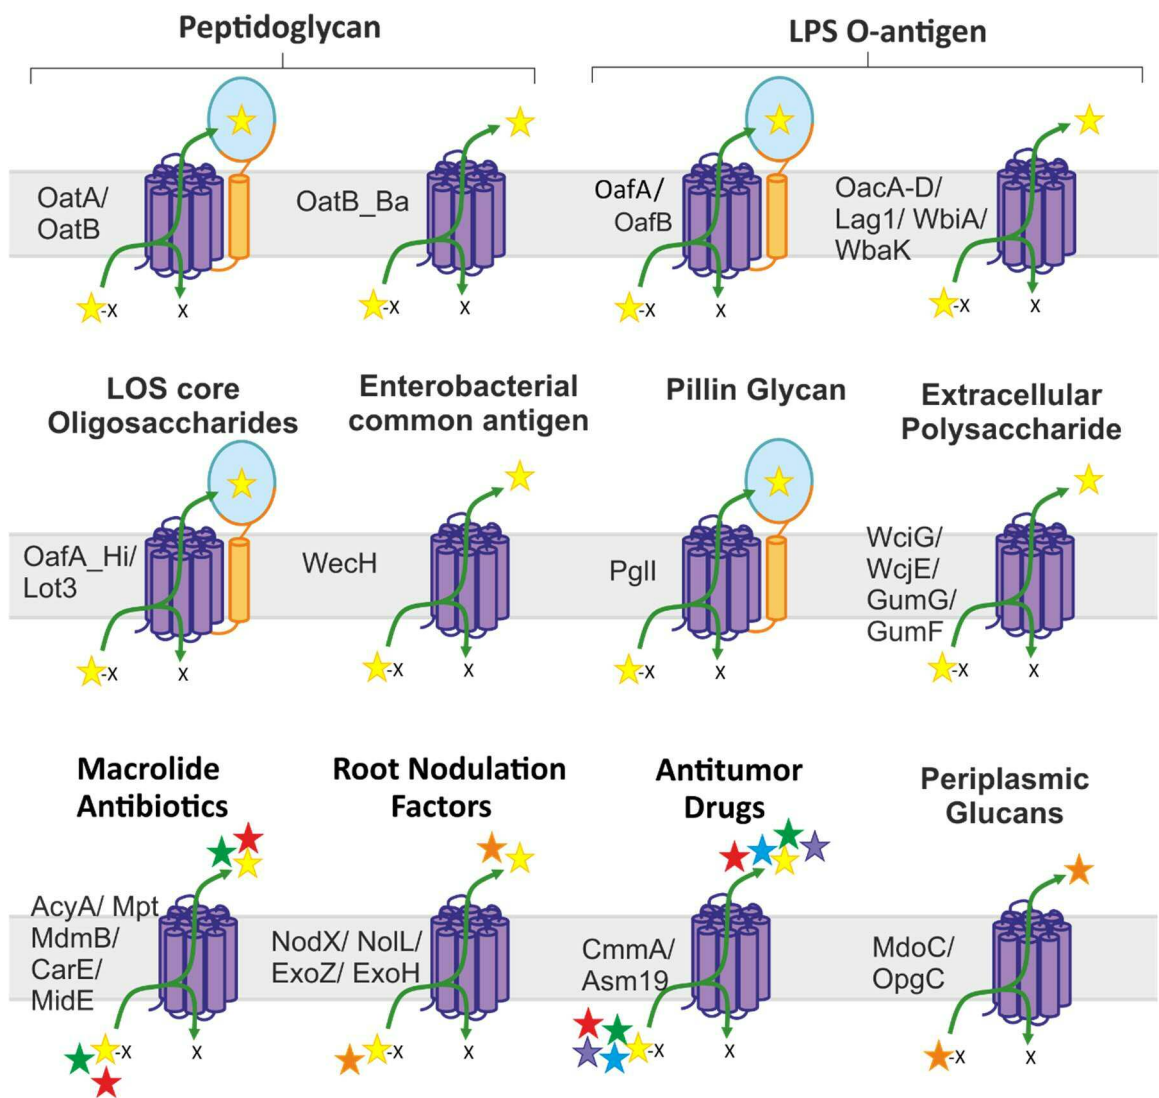 Peptidoglycan
LPS O-antigen
OatA/
OatB
OatB_Ba
OafA/
OafB
OacA-D/
Lag1/ WbiA/
WbaK
-X
X
-X
X
-X
X
-X
X
LOS core
Oligosaccharides
Enterobacterial
common antigen
Pillin Glycan
Extracellular
Polysaccharide
OafA_Hi/
Lot3
WecH
PglI
WciG/
WcjE/
GumG/
GumF
-X
X
-X
X
-X
X
-X
X
Macrolide
Antibiotics
Root Nodulation
Factors
Antitumor
Drugs
Periplasmic
Glucans
AcyA/ Mpt
MdmB/
CarE/
MidE
NodX/ NolL/
ExoZ/ ExoH
CmmA/
Asm19
MdoC/
OpgC
-X
X
-X
X
-X
X
-X
X